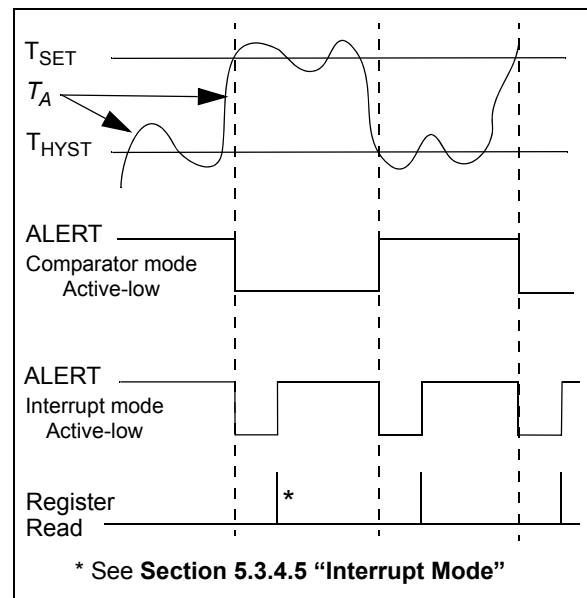 TSET
TA
THYST
ALERT
Comparator mode
Active-low
ALERT
Interrupt mode
Active-low
Register
Read
*
* See Section 5.3.4.5 “Interrupt Mode”